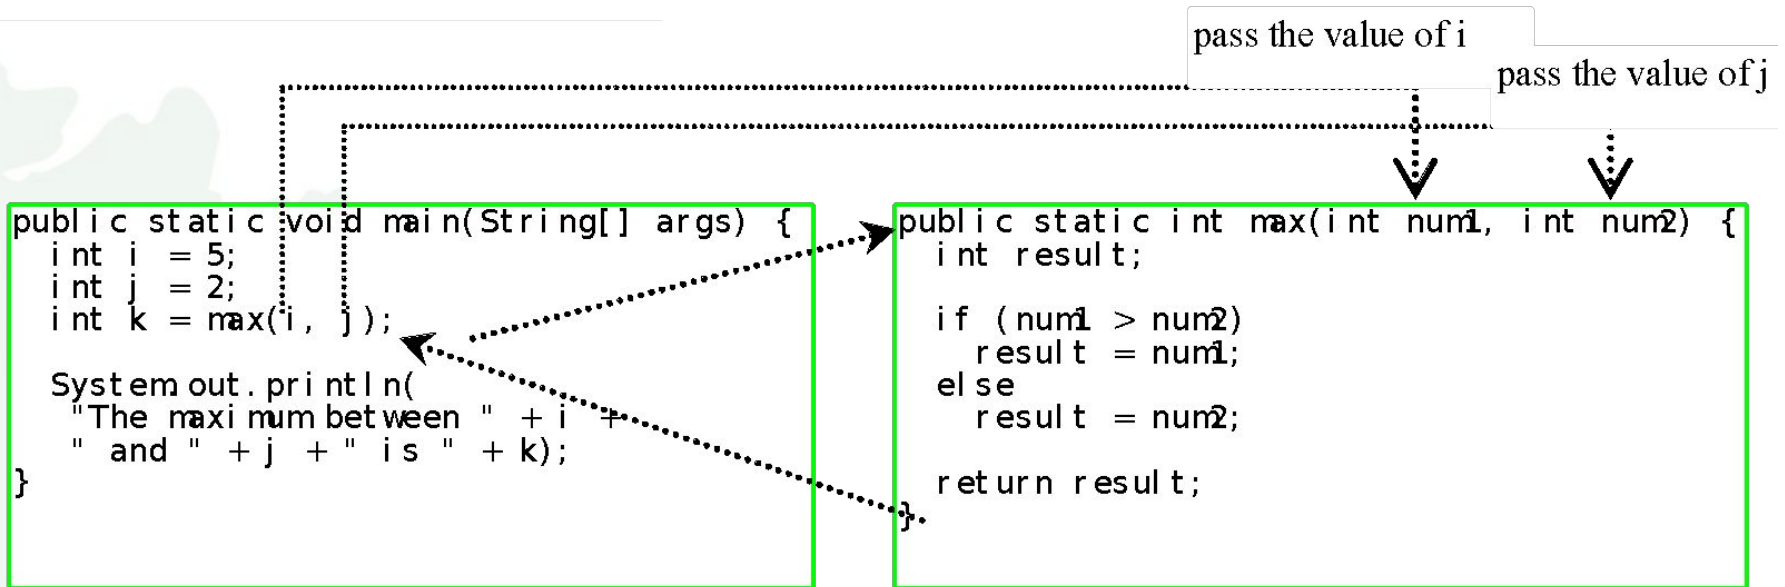 pass the value of i
pass the value of j
public static void main(String[] args) {
  int i = 5;
  int j = 2;
  int k = max(i, j);
  System.out.println(
   "The maximum between " + i +
   " and " + j + " is " + k);
}
public static int max(int num1, int num2) {
  int result;
  if (num1 > num2)
    result = num1;
  else
    result = num2;
  return result;
}